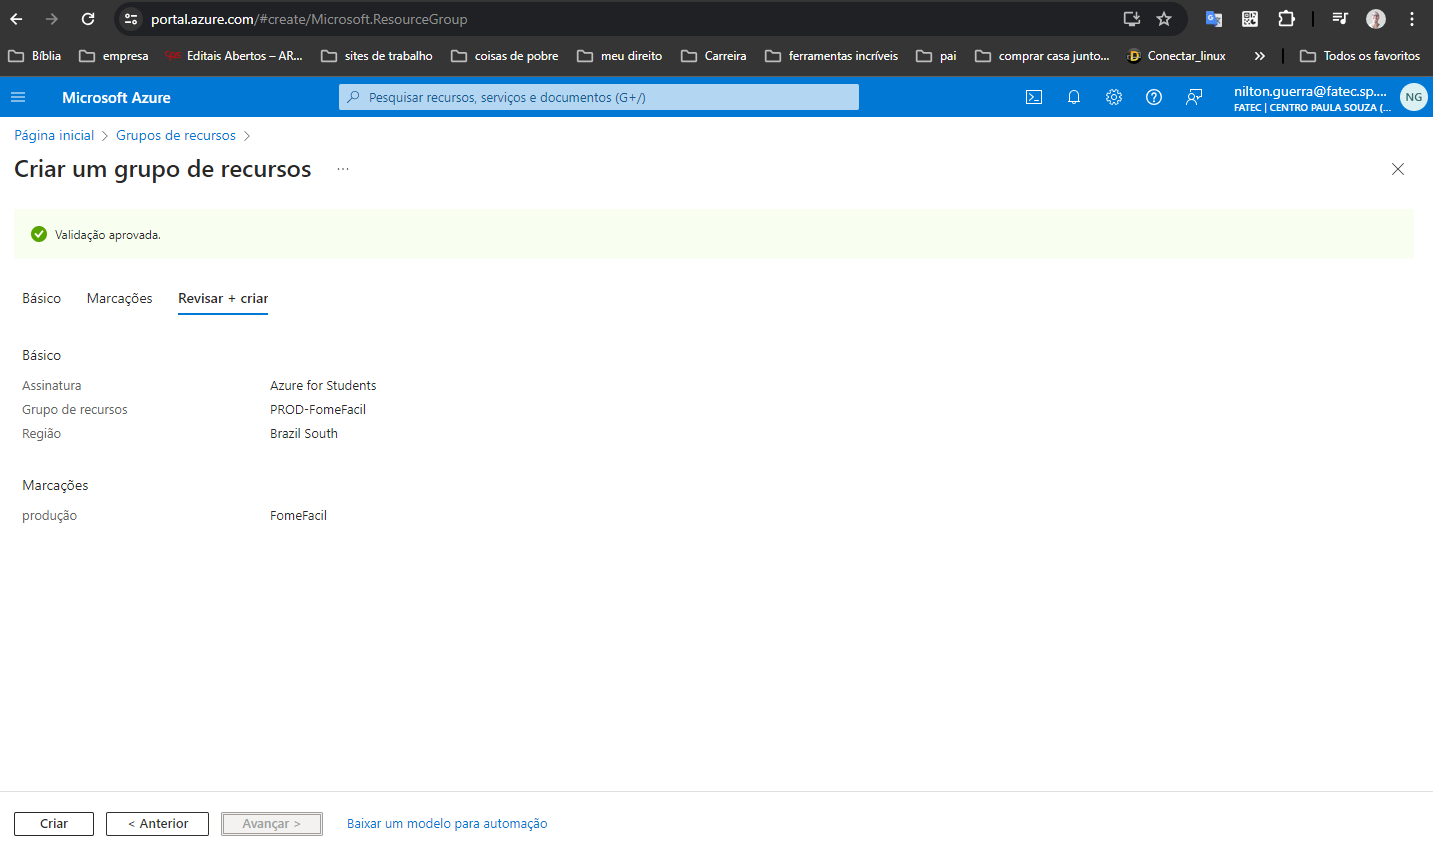 portal.azure.com/#create/Microsoft.ResourceGroup
Bíblia empresa Editais Abertos – AR... sites de trabalho coisas de pobre meu direito Carreira ferramentas incríveis pai comprar casa junto... Conectar_linux » Todos os favoritos
Microsoft Azure Pesquisar recursos, serviços e documentos (G+/) nilton.guerra@fatec.sp.... NG
FATEC | CENTRO PAULA SOUZA (...
Página inicial > Grupos de recursos >
Criar um grupo de recursos ...
Validação aprovada.
Básico Marcações Revisar + criar
Básico
Assinatura Azure for Students
Grupo de recursos PROD-FomeFacil
Região Brazil South
Marcações
produção FomeFacil
Criar < Anterior Avançar > Baixar um modelo para automação